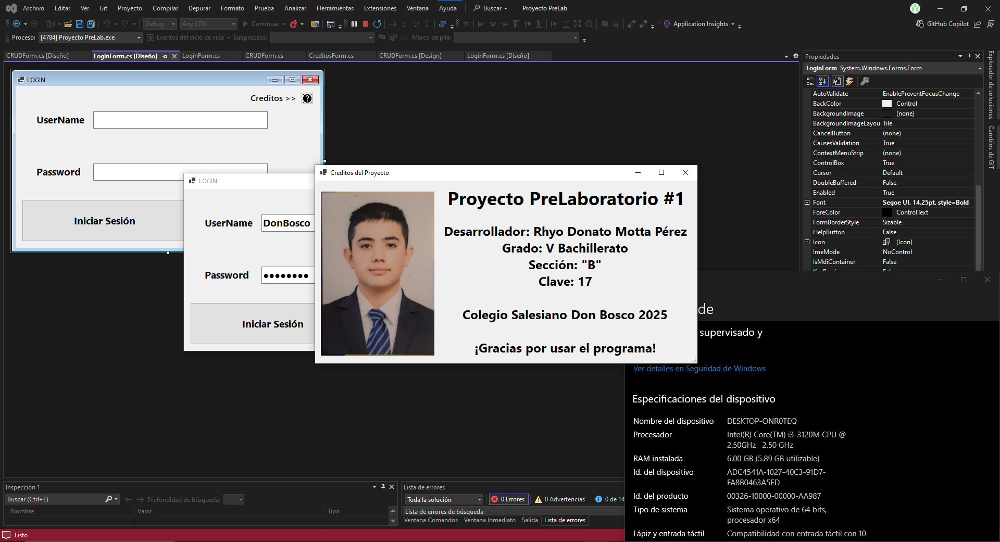 Archivo Editar Ver Git Proyecto Compilar Depurar Formato Prueba Analizar Herramientas Extensiones Ventana Ayuda Buscar Proyecto PreLab
Debug Any CPU Continuar Application Insights GitHub Copilot
Proceso: [4784] Proyecto PreLab.exe Eventos del ciclo de vida Subproceso: Marco de pila:
CRUDForm.cs [Diseño] LoginForm.cs [Diseño] LoginForm.cs CRUDForm.cs CreditosForm.cs CRUDForm.cs [Design] LoginForm.cs [Diseño]
LOGIN
Creditos >>
UserName
Password
Iniciar Sesión
LOGIN
UserName DonBosco
Password ●●●●●●●●
Iniciar Sesión
Creditos del Proyecto
Proyecto PreLaboratorio #1
Desarrollador: Rhyo Donato Motta Pérez
Grado: V Bachillerato
Sección: "B"
Clave: 17
Colegio Salesiano Don Bosco 2025
¡Gracias por usar el programa!
Propiedades
LoginForm System.Windows.Forms.Form
AutoValidate EnablePreventFocusChange
BackColor Control
BackgroundImage (none)
BackgroundImageLayou Tile
CancelButton (none)
CausesValidation True
ContextMenuStrip (none)
ControlBox True
Cursor Default
DoubleBuffered False
Enabled True
Font Segoe UI, 14.25pt, style=Bold
ForeColor ControlText
FormBorderStyle Sizable
HelpButton False
Icon (Icon)
ImeMode NoControl
IsMdiContainer False
Explorador de soluciones
Cambios de GIT
de
supervisado y
Ver detalles en Seguridad de Windows
Especificaciones del dispositivo
Nombre del dispositivo DESKTOP-ONR0TEQ
Procesador Intel(R) Core(TM) i3-3120M CPU @
2.50GHz 2.50 GHz
RAM instalada 6.00 GB (5.89 GB utilizable)
Id. del dispositivo ADC4541A-1027-40C3-91D7-
FA8B0463A5ED
Id. del producto 00326-10000-00000-AA987
Tipo de sistema Sistema operativo de 64 bits,
procesador x64
Lápiz y entrada táctil Compatibilidad con entrada táctil con 10
Inspección 1
Buscar (Ctrl+E) Profundidad de búsqueda:
Nombre Valor Tipo
Lista de errores
Toda la solución 0 Errores 0 Advertencias 0 de 14
Lista de errores de búsqueda
Ventana Comandos Ventana Inmediato Salida Lista de errores
Listo